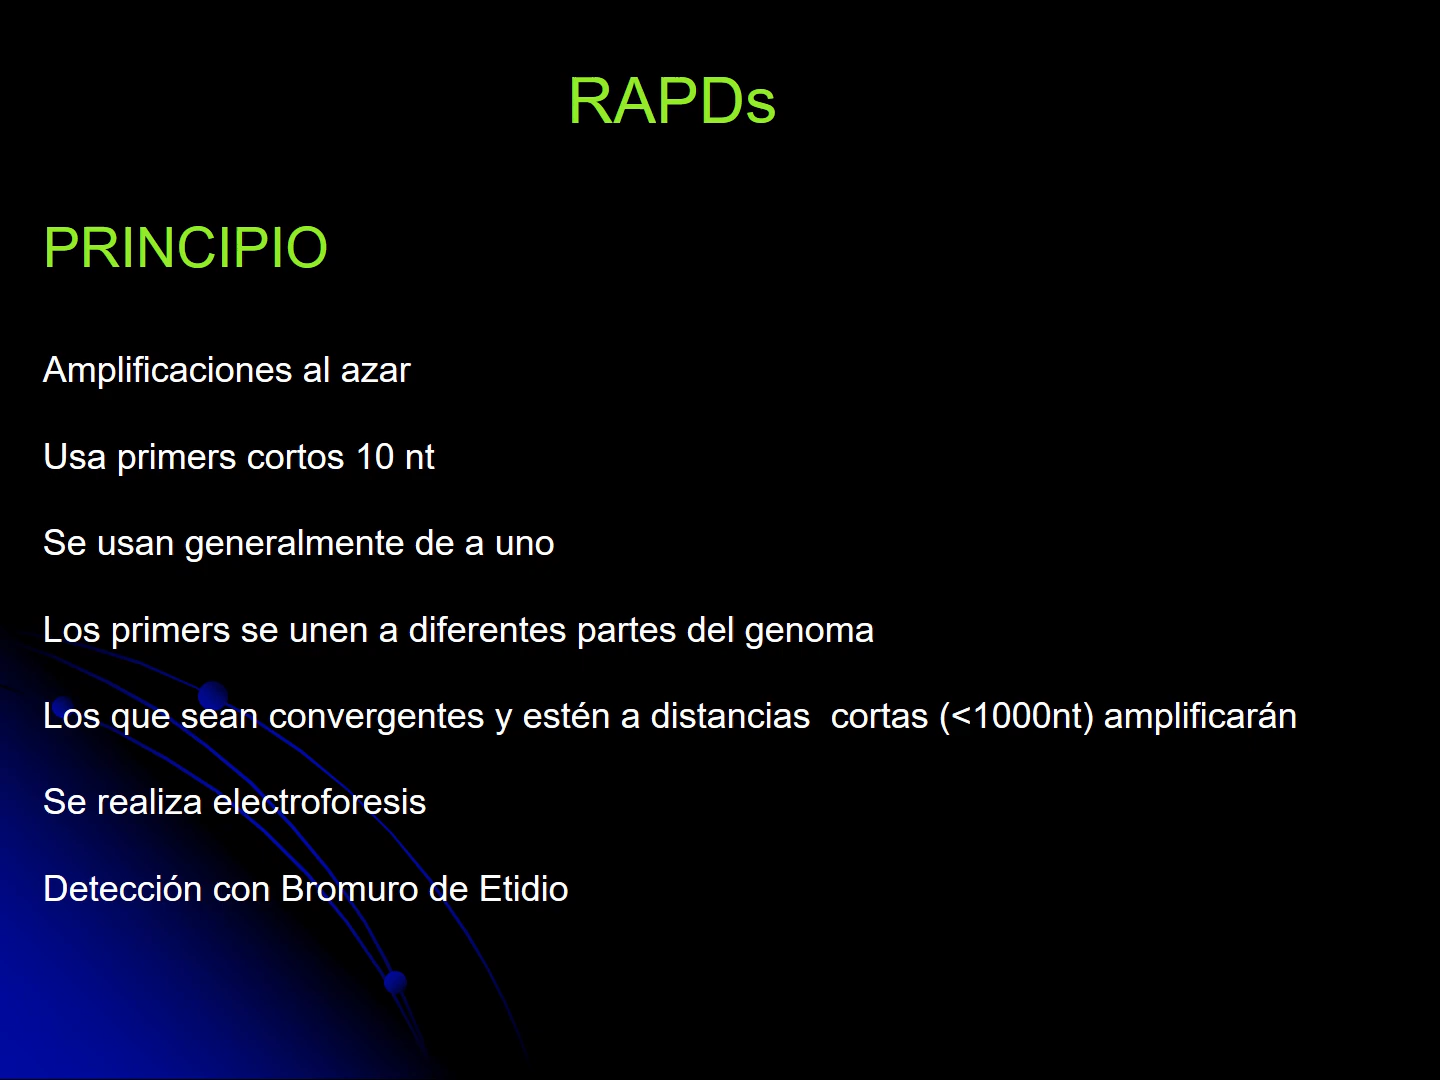 RAPDs
PRINCIPIO
Amplificaciones al azar
Usa primers cortos 10 nt
Se usan generalmente de a uno
Los primers se unen a diferentes partes del genoma
Los que sean convergentes y estén a distancias  cortas (<1000nt) amplificarán
Se realiza electroforesis
Detección con Bromuro de Etidio